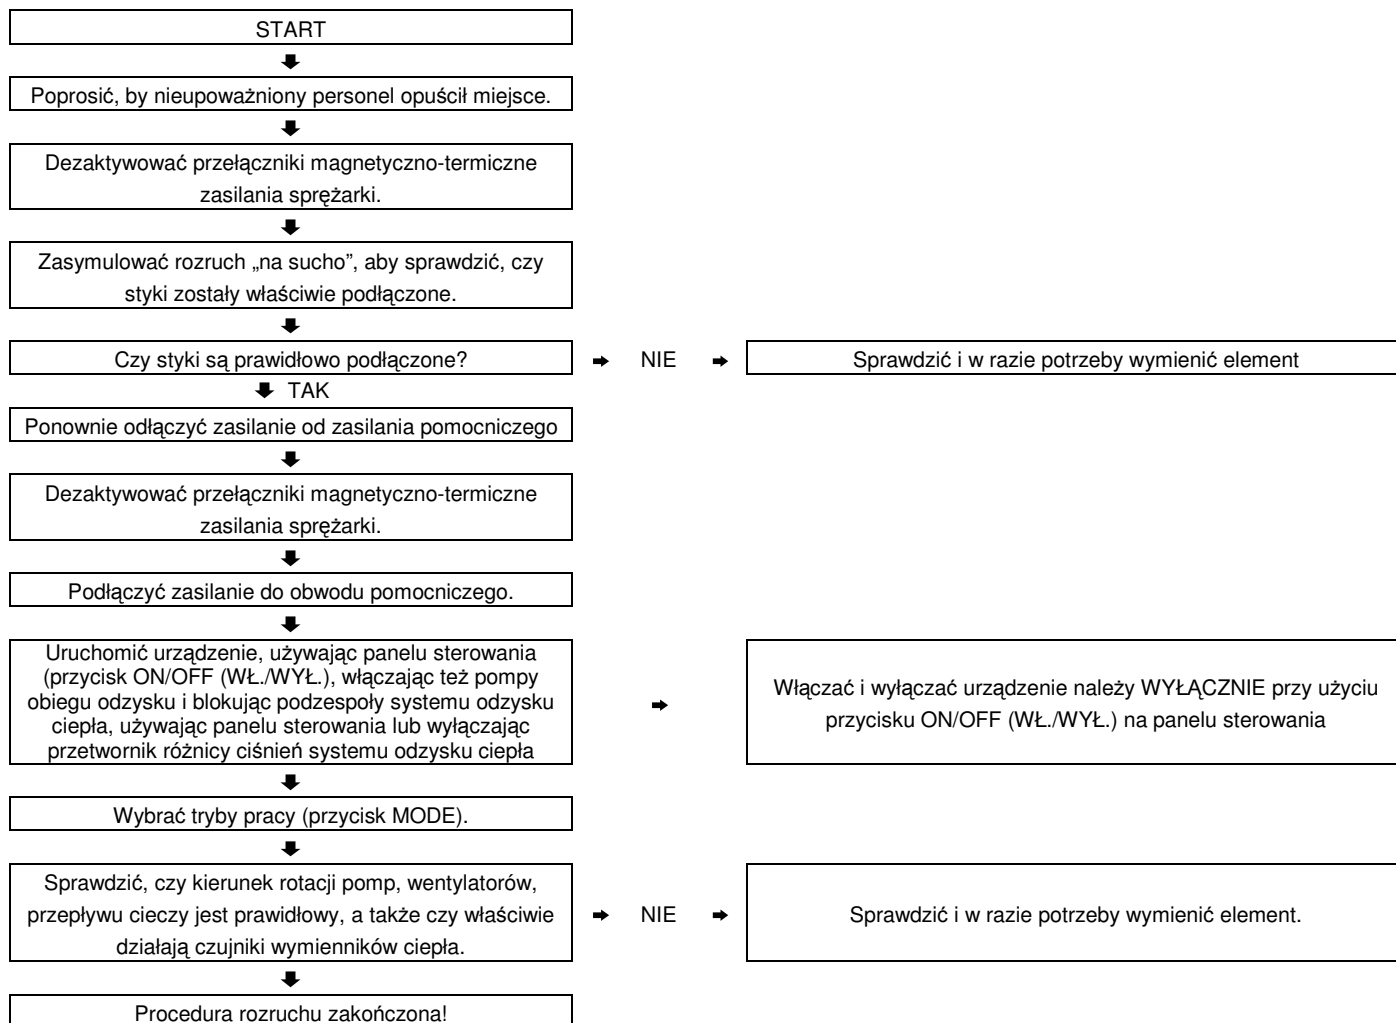 START
Poprosić, by nieupoważniony personel opuścił miejsce.
Dezaktywować przełączniki magnetyczno-termiczne
zasilania sprężarki.
Zasymulować rozruch „na sucho”, aby sprawdzić, czy
styki zostały właściwie podłączone.
Czy styki są prawidłowo podłączone?
NIE
Sprawdzić i w razie potrzeby wymienić element
TAK
Ponownie odłączyć zasilanie od zasilania pomocniczego
Dezaktywować przełączniki magnetyczno-termiczne
zasilania sprężarki.
Podłączyć zasilanie do obwodu pomocniczego.
Uruchomić urządzenie, używając panelu sterowania
(przycisk ON/OFF (WŁ./WYŁ.), włączając też pompy
obiegu odzysku i blokując podzespoły systemu odzysku
ciepła, używając panelu sterowania lub wyłączając
przetwornik różnicy ciśnień systemu odzysku ciepła
Włączać i wyłączać urządzenie należy WYŁĄCZNIE przy użyciu
przycisku ON/OFF (WŁ./WYŁ.) na panelu sterowania
Wybrać tryby pracy (przycisk MODE).
Sprawdzić, czy kierunek rotacji pomp, wentylatorów,
przepływu cieczy jest prawidłowy, a także czy właściwie
działają czujniki wymienników ciepła.
NIE
Sprawdzić i w razie potrzeby wymienić element.
Procedura rozruchu zakończona!